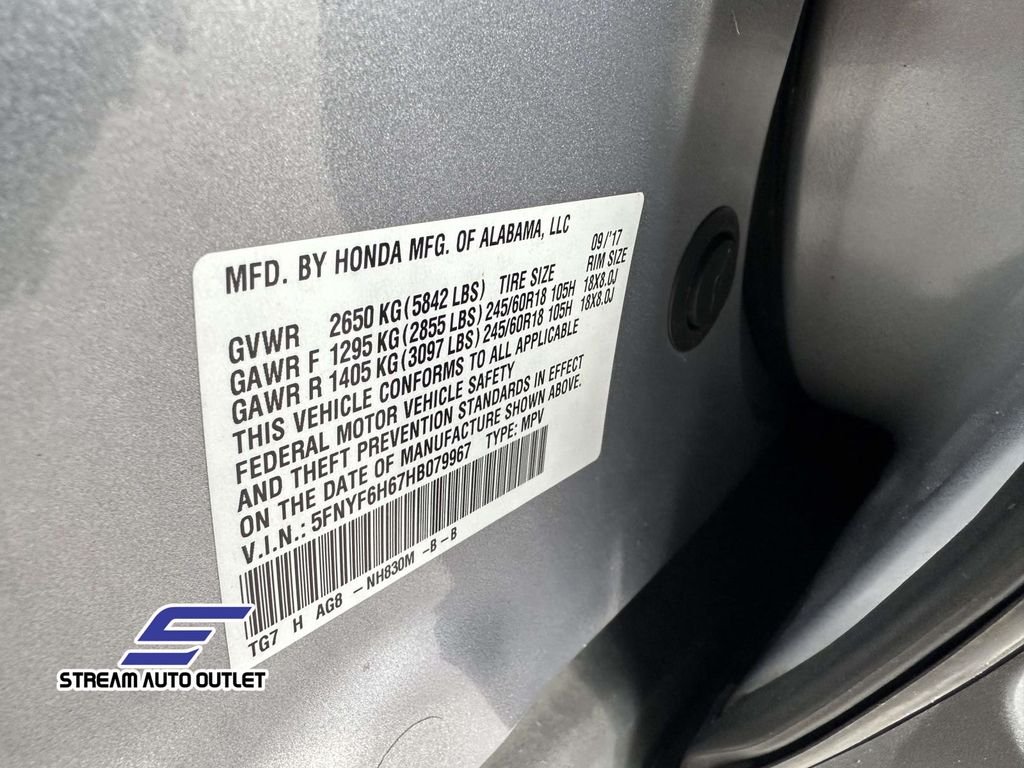 MFD. BY HONDA MFG. OF ALABAMA, LLC 09/'17
GVWR 2650 KG (5842 LBS) TIRE SIZE RIM SIZE
GAWR F 1295 KG (2855 LBS) 245/60R18 105H 18X8.0J
GAWR R 1405 KG (3097 LBS) 245/60R18 105H 18X8.0J
THIS VEHICLE CONFORMS TO ALL APPLICABLE
FEDERAL MOTOR VEHICLE SAFETY
AND THEFT PREVENTION STANDARDS IN EFFECT
ON THE DATE OF MANUFACTURE SHOWN ABOVE.
V.I.N.: 5FNYF6H67HB079967 TYPE: MPV
TG7 H AG8 -NH830M -B-B
STREAM AUTO OUTLET